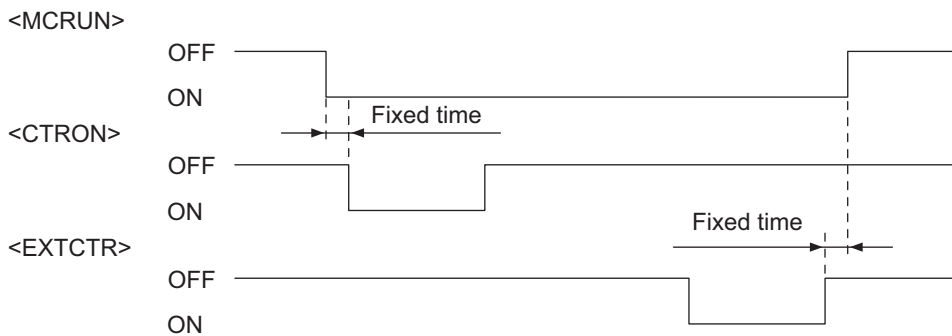 <MCRUN>
OFF
ON
Fixed time
<CTRON>
OFF
ON
Fixed time
<EXTCTR>
OFF
ON